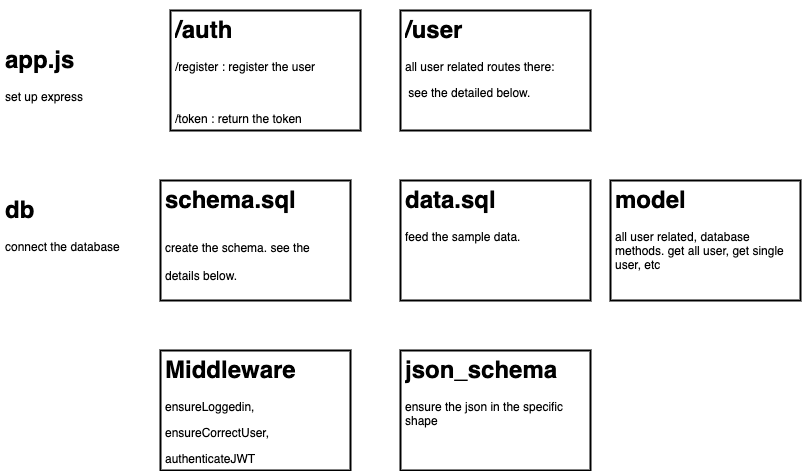 app.js
set up express
/auth
/register : register the user
/token : return the token
/user
all user related routes there:
see the detailed below.
db
connect the database
schema.sql
create the schema. see the
details below.
data.sql
feed the sample data.
model
all user related, database
methods. get all user, get single
user, etc
Middleware
ensureLoggedin,
ensureCorrectUser,
authenticateJWT
json_schema
ensure the json in the specific
shape